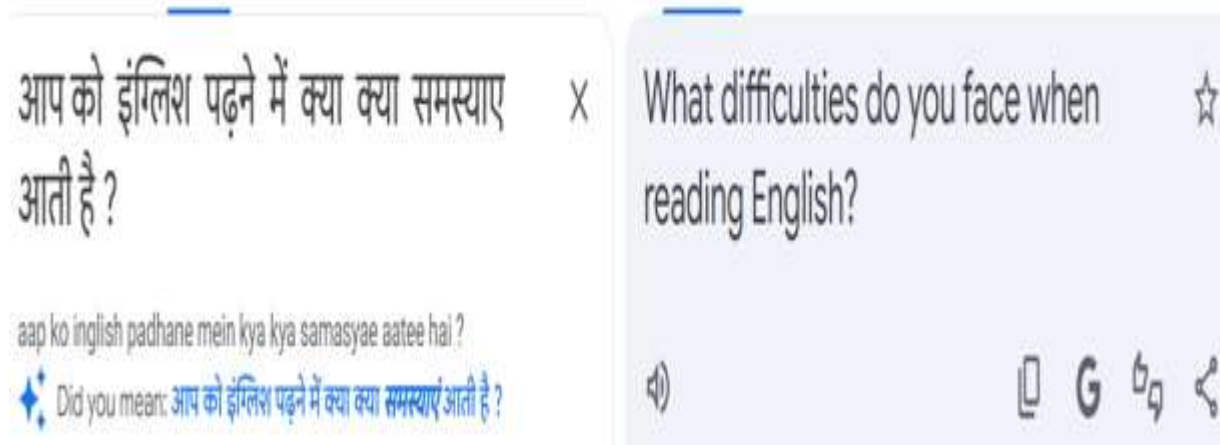 आप को इंग्लिश पढ़ने में क्या क्या समस्याए
आती है ?
aap ko inglish padhane mein kya kya samasyae aatee hai ?
Did you mean: आप को इंग्लिश पढ़ने में क्या क्या समस्याएं आती है ?
What difficulties do you face when
reading English?